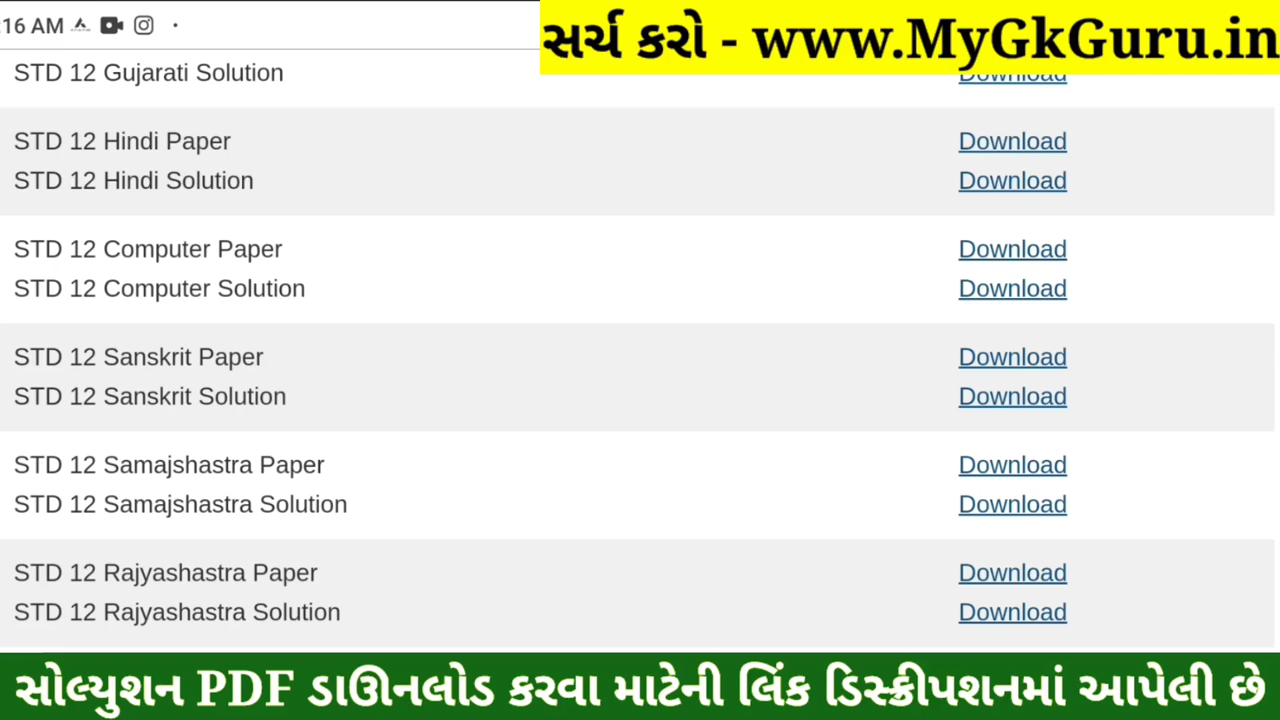 :16 AM
સર્ચ કરો - www.MyGkGuru.in
STD 12 Gujarati Solution Download
STD 12 Hindi Paper Download
STD 12 Hindi Solution Download
STD 12 Computer Paper Download
STD 12 Computer Solution Download
STD 12 Sanskrit Paper Download
STD 12 Sanskrit Solution Download
STD 12 Samajshastra Paper Download
STD 12 Samajshastra Solution Download
STD 12 Rajyashastra Paper Download
STD 12 Rajyashastra Solution Download
સોલ્યુશન PDF ડાઊનલોડ કરવા માટેની લિંક ડિસ્ક્રીપશનમાં આપેલી છે